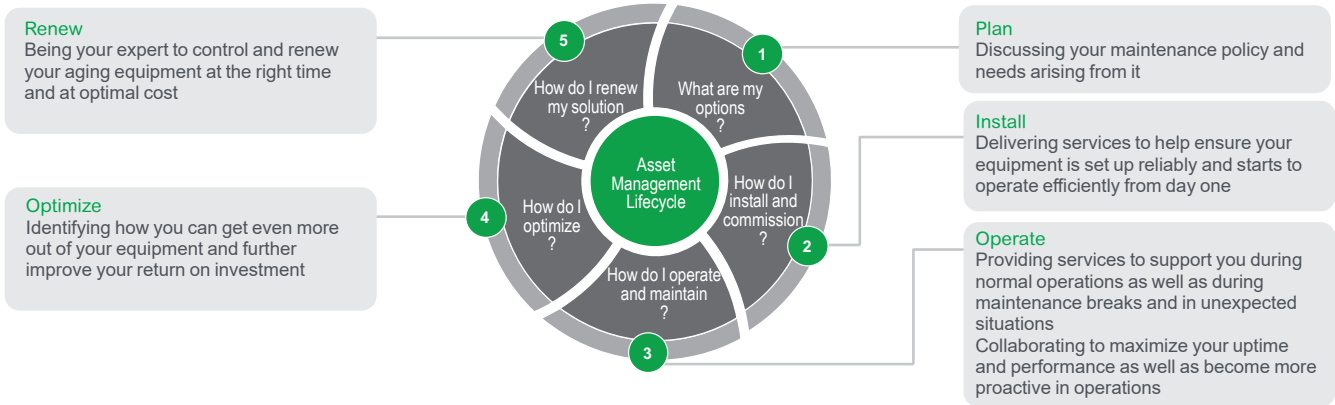 Renew
Being your expert to control and renew
your aging equipment at the right time
and at optimal cost
Optimize
Identifying how you can get even more
out of your equipment and further
improve your return on investment
5
How do I renew
my solution
?
1
What are my
options
?
Asset
Management
Lifecycle
How do I
install and
commission
?
2
4
How do I
optimize?
How do I operate
and maintain
?
3
Plan
Discussing your maintenance policy and
needs arising from it
Install
Delivering services to help ensure your
equipment is set up reliably and starts to
operate efficiently from day one
Operate
Providing services to support you during
normal operations as well as during
maintenance breaks and in unexpected
situations
Collaborating to maximize your uptime
and performance as well as become more
proactive in operations